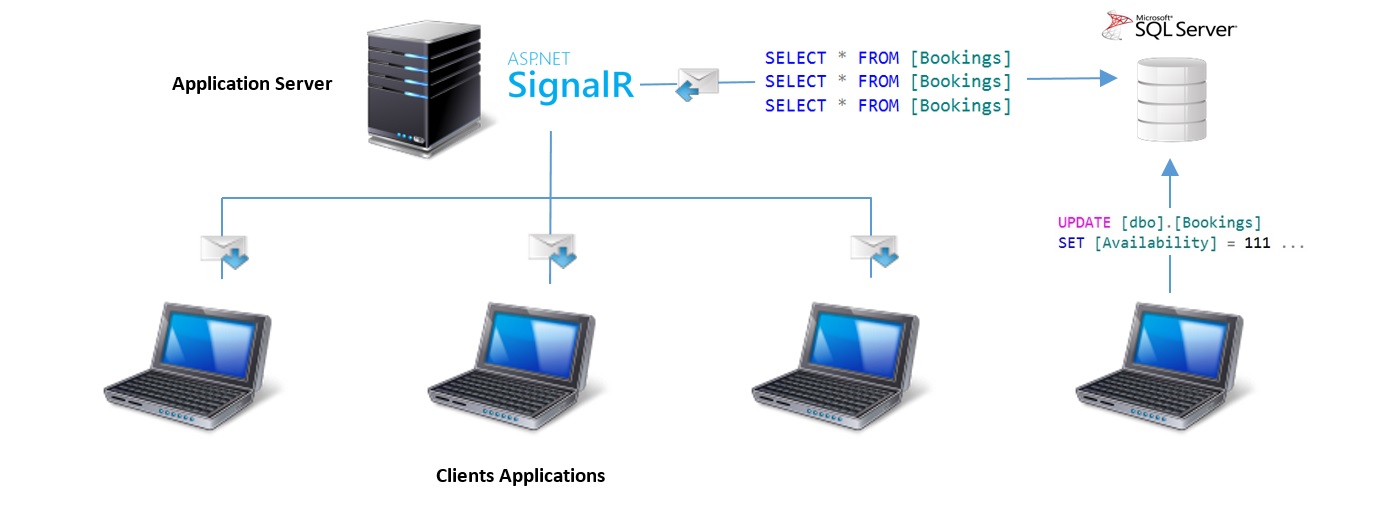 Application Server
ASP.NET
SignalR
SELECT * FROM [Bookings]
SELECT * FROM [Bookings]
SELECT * FROM [Bookings]
Microsoft®
SQL Server®
UPDATE [dbo].[Bookings]
SET [Availability] = 111 ...
Clients Applications